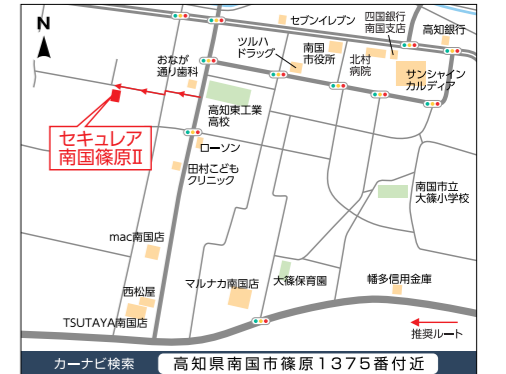 N
セブンイレブン
四国銀行
南国支店
高知銀行
ツルハ
ドラッグ
南国
市役所
北村
病院
サンシャイン
カルディア
おなが
通り歯科
高知東工業
高校
セキュレア
南国篠原Ⅱ
ローソン
田村こども
クリニック
南国市立
大篠小学校
mac南国店
西松屋
マルナカ南国店
大篠保育園
幡多信用金庫
TSUTAYA南国店
推奨ルート
カーナビ検索
高知県南国市篠原1375番付近